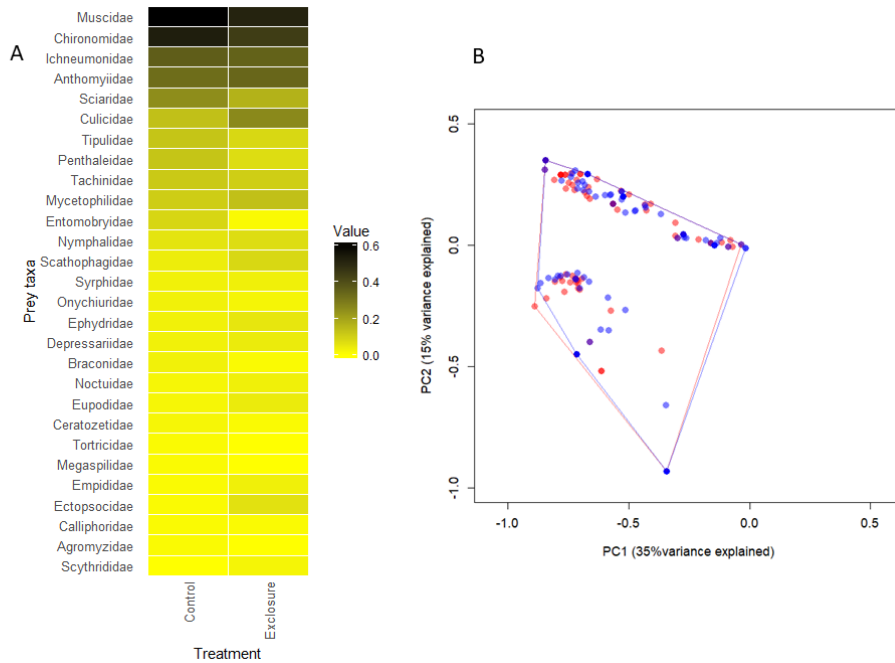 A
Prey taxa
Muscidae
Chironomidae
Ichneumonidae
Anthomyiidae
Sciaridae
Culicidae
Tipulidae
Penthaleidae
Tachinidae
Mycetophilidae
Entomobryidae
Nymphalidae
Scathophagidae
Syrphidae
Onychiuridae
Ephydridae
Depressariidae
Braconidae
Noctuidae
Eupodidae
Ceratozetidae
Tortricidae
Megaspilidae
Empididae
Ectopsocidae
Calliphoridae
Agromyzidae
Scythrididae
Control
Exclosure
Treatment
Value
0.6
0.4
0.2
0.0
B
PC2 (15% variance explained)
0.5
0.0
-0.5
-1.0
-1.0
-0.5
0.0
0.5
PC1 (35%variance explained)